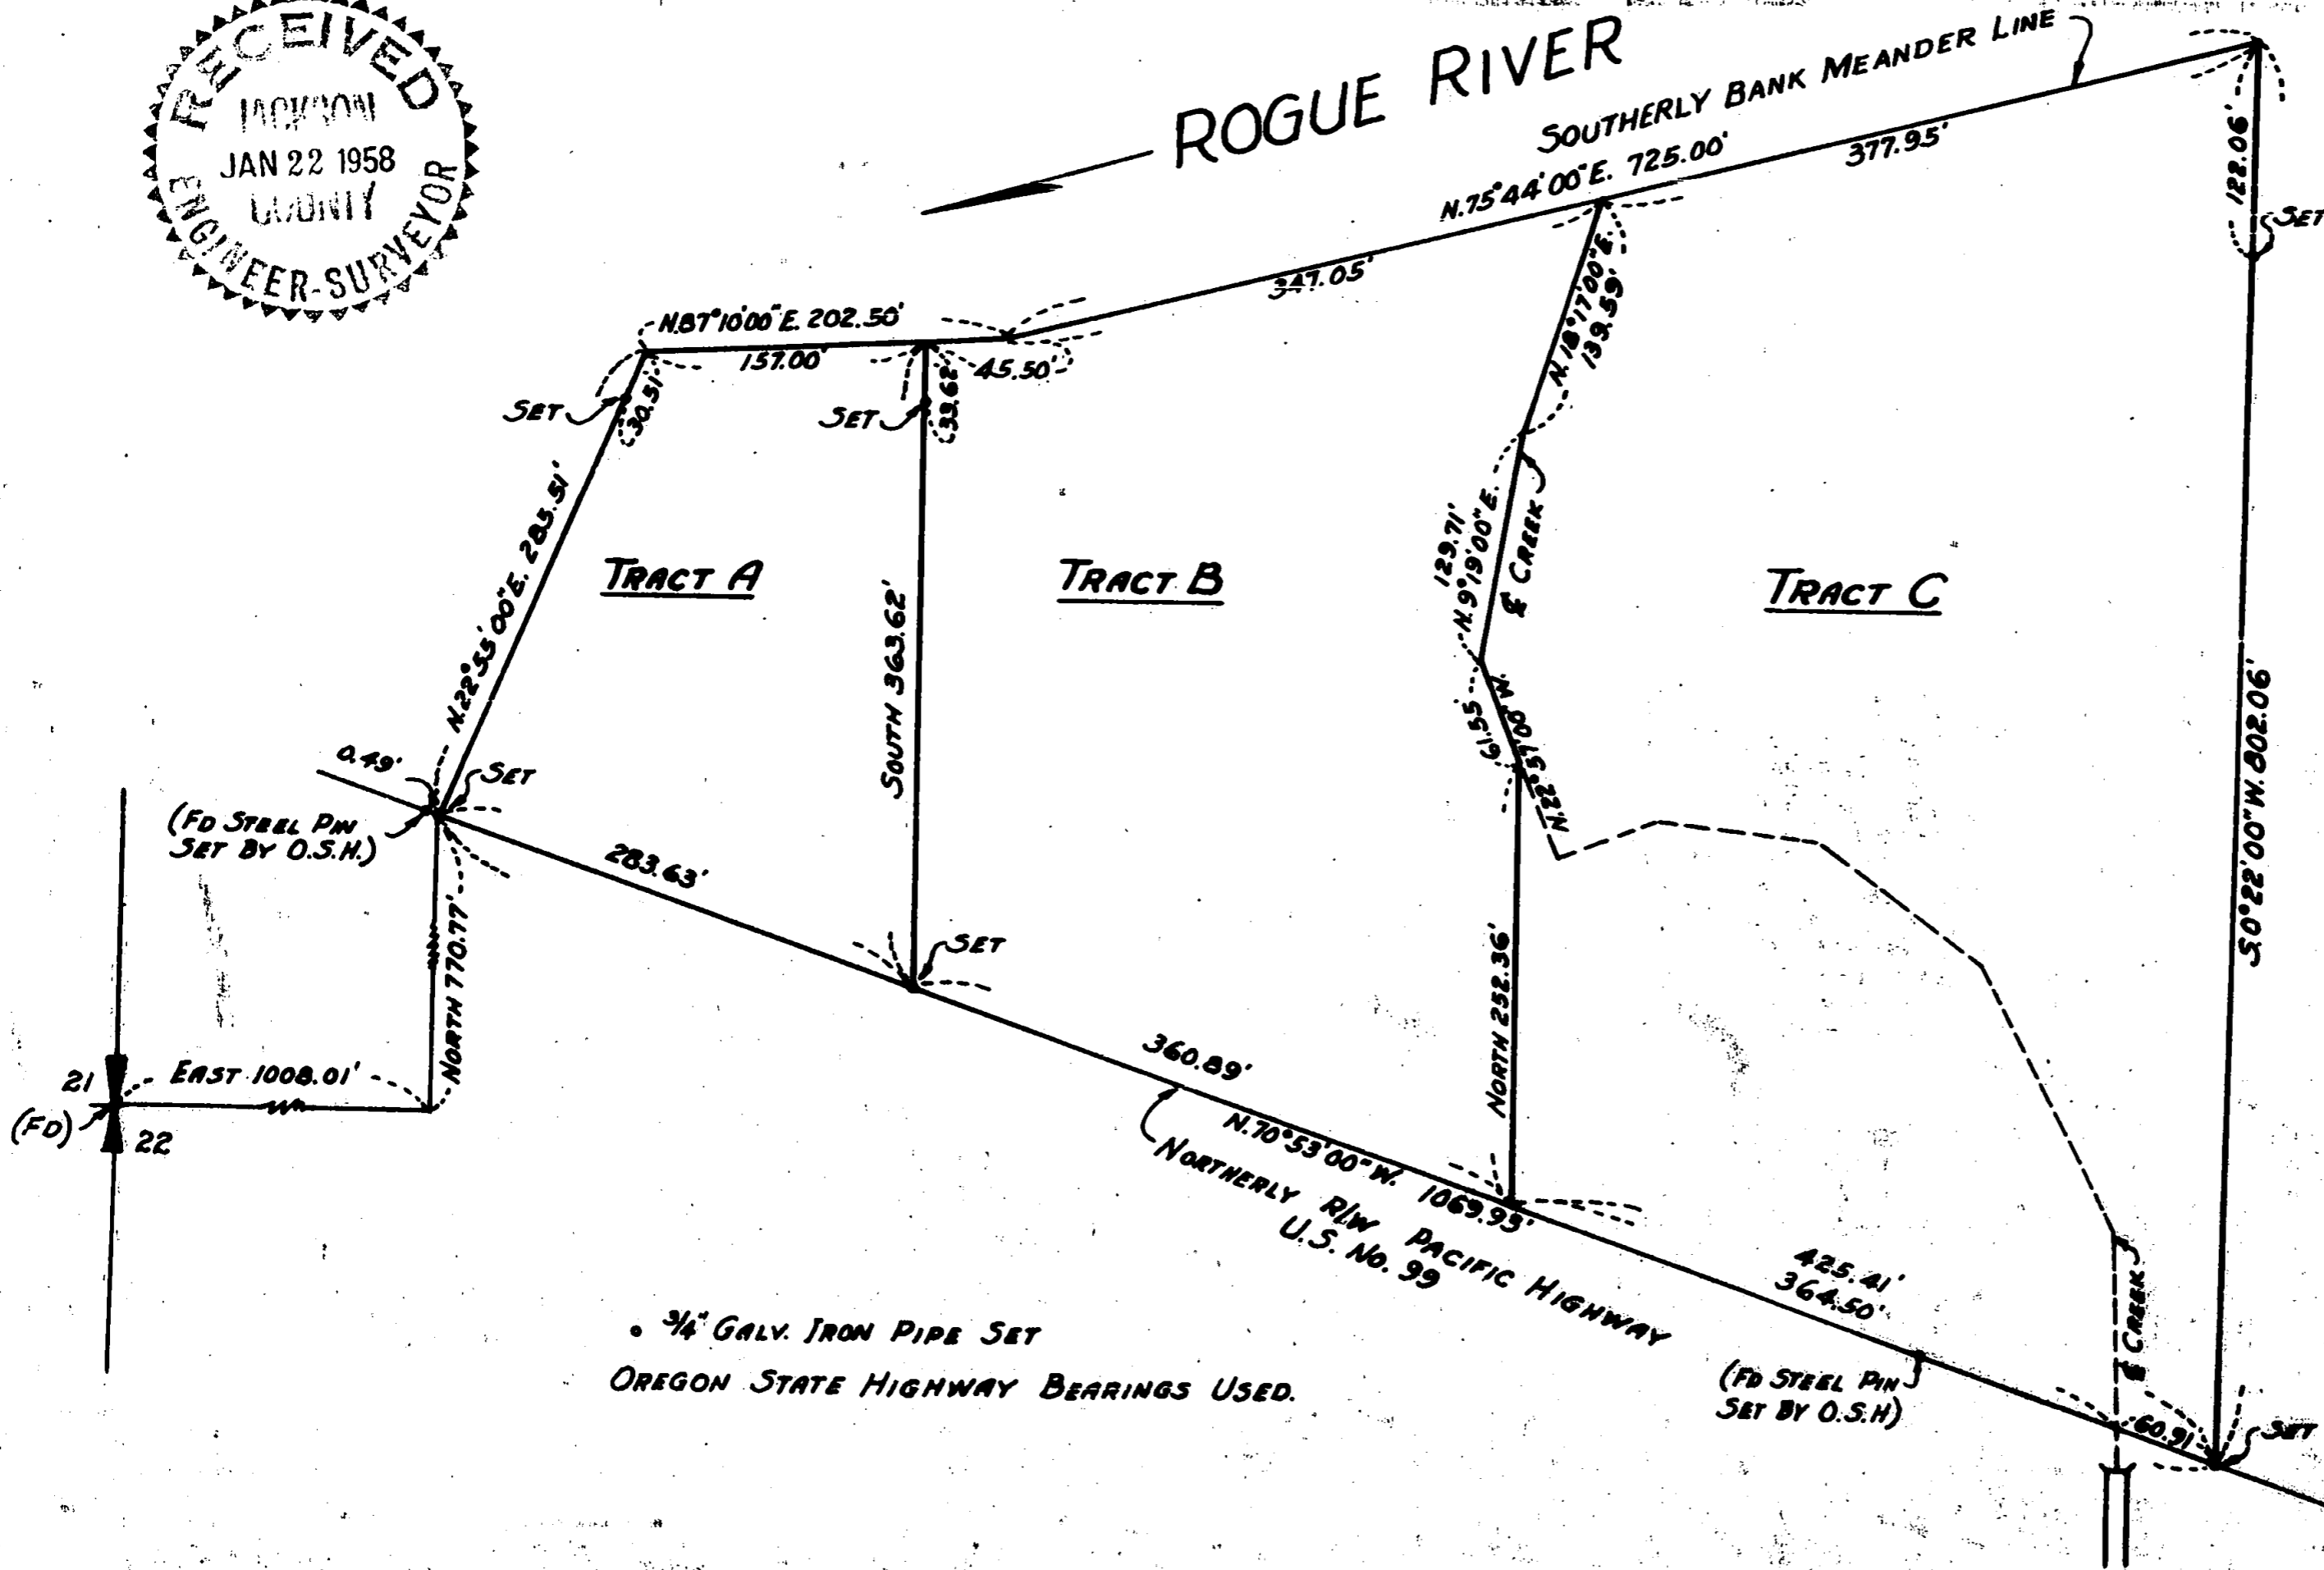 RECEIVED
JACKSON
JAN 22 1958
COUNTY
ENGINEER-SURVEYOR
ROGUE RIVER
SOUTHERLY BANK MEANDER LINE
N.75°44'00"E. 725.00'
377.95'
347.05'
122.06'
SET
N.87°10'00"E. 202.50'
157.00'
45.50'
SET
30.51'
SET
33.62'
N.18°17'00"E.
139.59'
N.22°55'00"E. 285.51'
TRACT A
SOUTH 363.62'
TRACT B
129.71'
N.9°19'00"E.
℄ CREEK
TRACT C
61.55'
N.22°57'00"W.
S.0°22'00"W. 802.06'
0.49'
SET
(FD STEEL PIN
SET BY O.S.H.)
283.63'
SET
NORTH 770.77'
NORTH 252.36'
21
EAST 1008.01'
(FD)
22
360.89'
N.70°53'00"W. 1069.93'
NORTHERLY R/W PACIFIC HIGHWAY
U.S. NO. 99
425.41'
364.50'
℄ CREEK
(FD STEEL PIN
SET BY O.S.H)
60.91'
SET
3/4" GALV. IRON PIPE SET
OREGON STATE HIGHWAY BEARINGS USED.